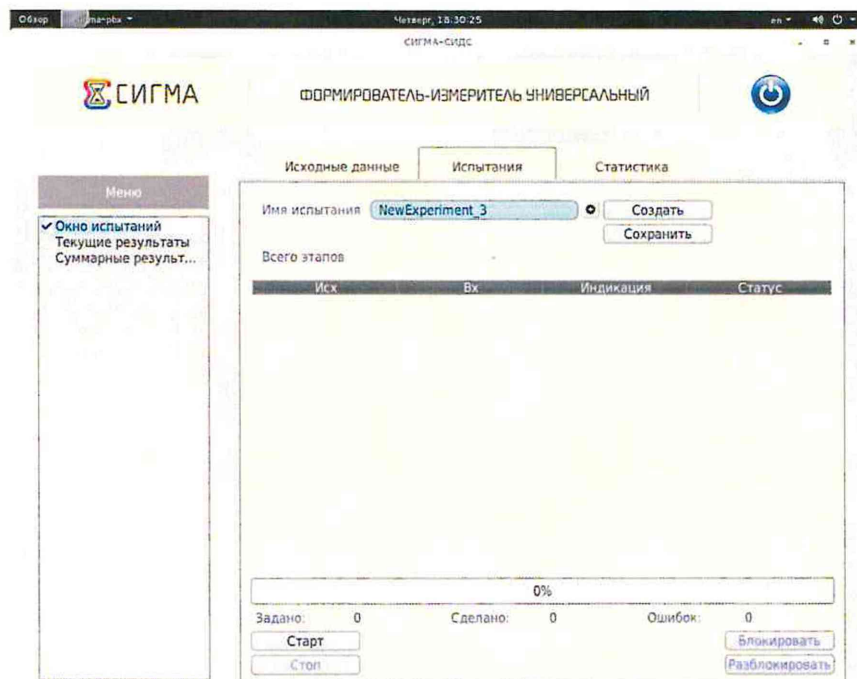 Обзор sigma-pbx Четверг, 18:30:25 en
СИГМА-СИДС
СИГМА ФОРМИРОВАТЕЛЬ-ИЗМЕРИТЕЛЬ УНИВЕРСАЛЬНЫЙ
Исходные данные Испытания Статистика
Меню
Имя испытания NewExperiment_3 Создать
Окно испытаний
Сохранить
Текущие результаты
Суммарные результ...
Всего этапов
Исх Вх Индикация Статус
0%
Задано: 0 Сделано: 0 Ошибок: 0
Старт Блокировать
Стоп Разблокировать